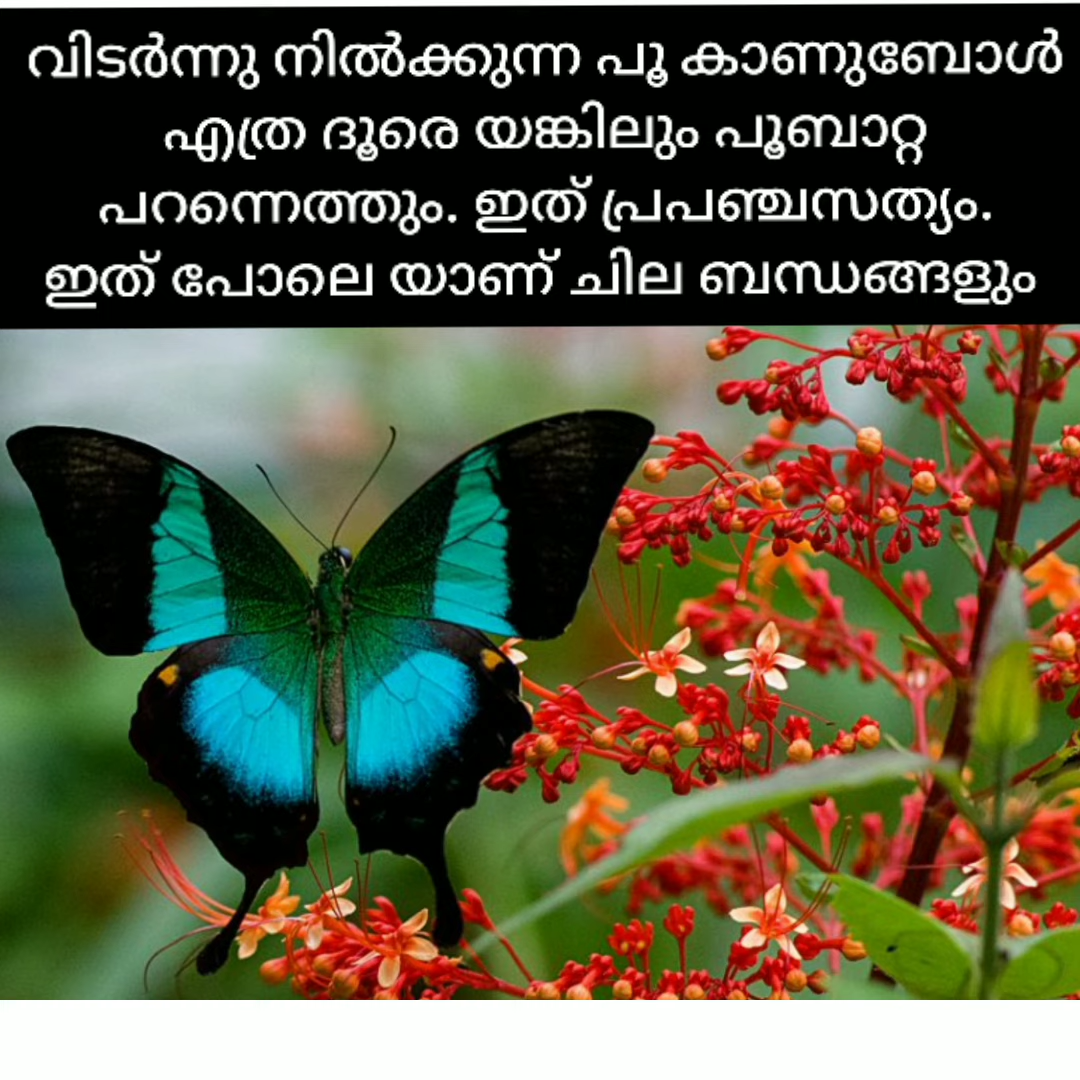 വിടർന്നു നിൽക്കുന്ന പൂ കാണുബോൾ
എത്ര ദൂരെ യങ്കിലും പൂബാറ്റ
പറന്നെത്തും. ഇത് പ്രപഞ്ചസത്യം.
ഇത് പോലെ യാണ് ചില ബന്ധങ്ങളും